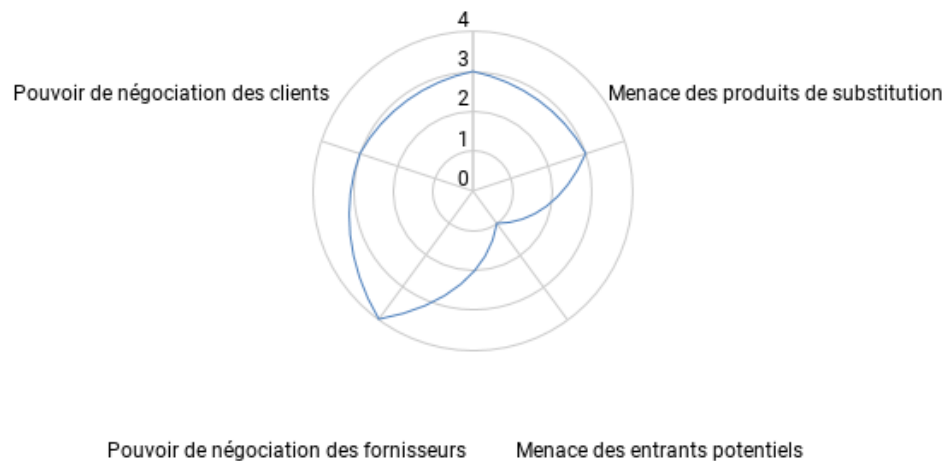 4
3
Pouvoir de négociation des clients
Menace des produits de substitution
2
1
0
Pouvoir de négociation des fornisseurs
Menace des entrants potentiels